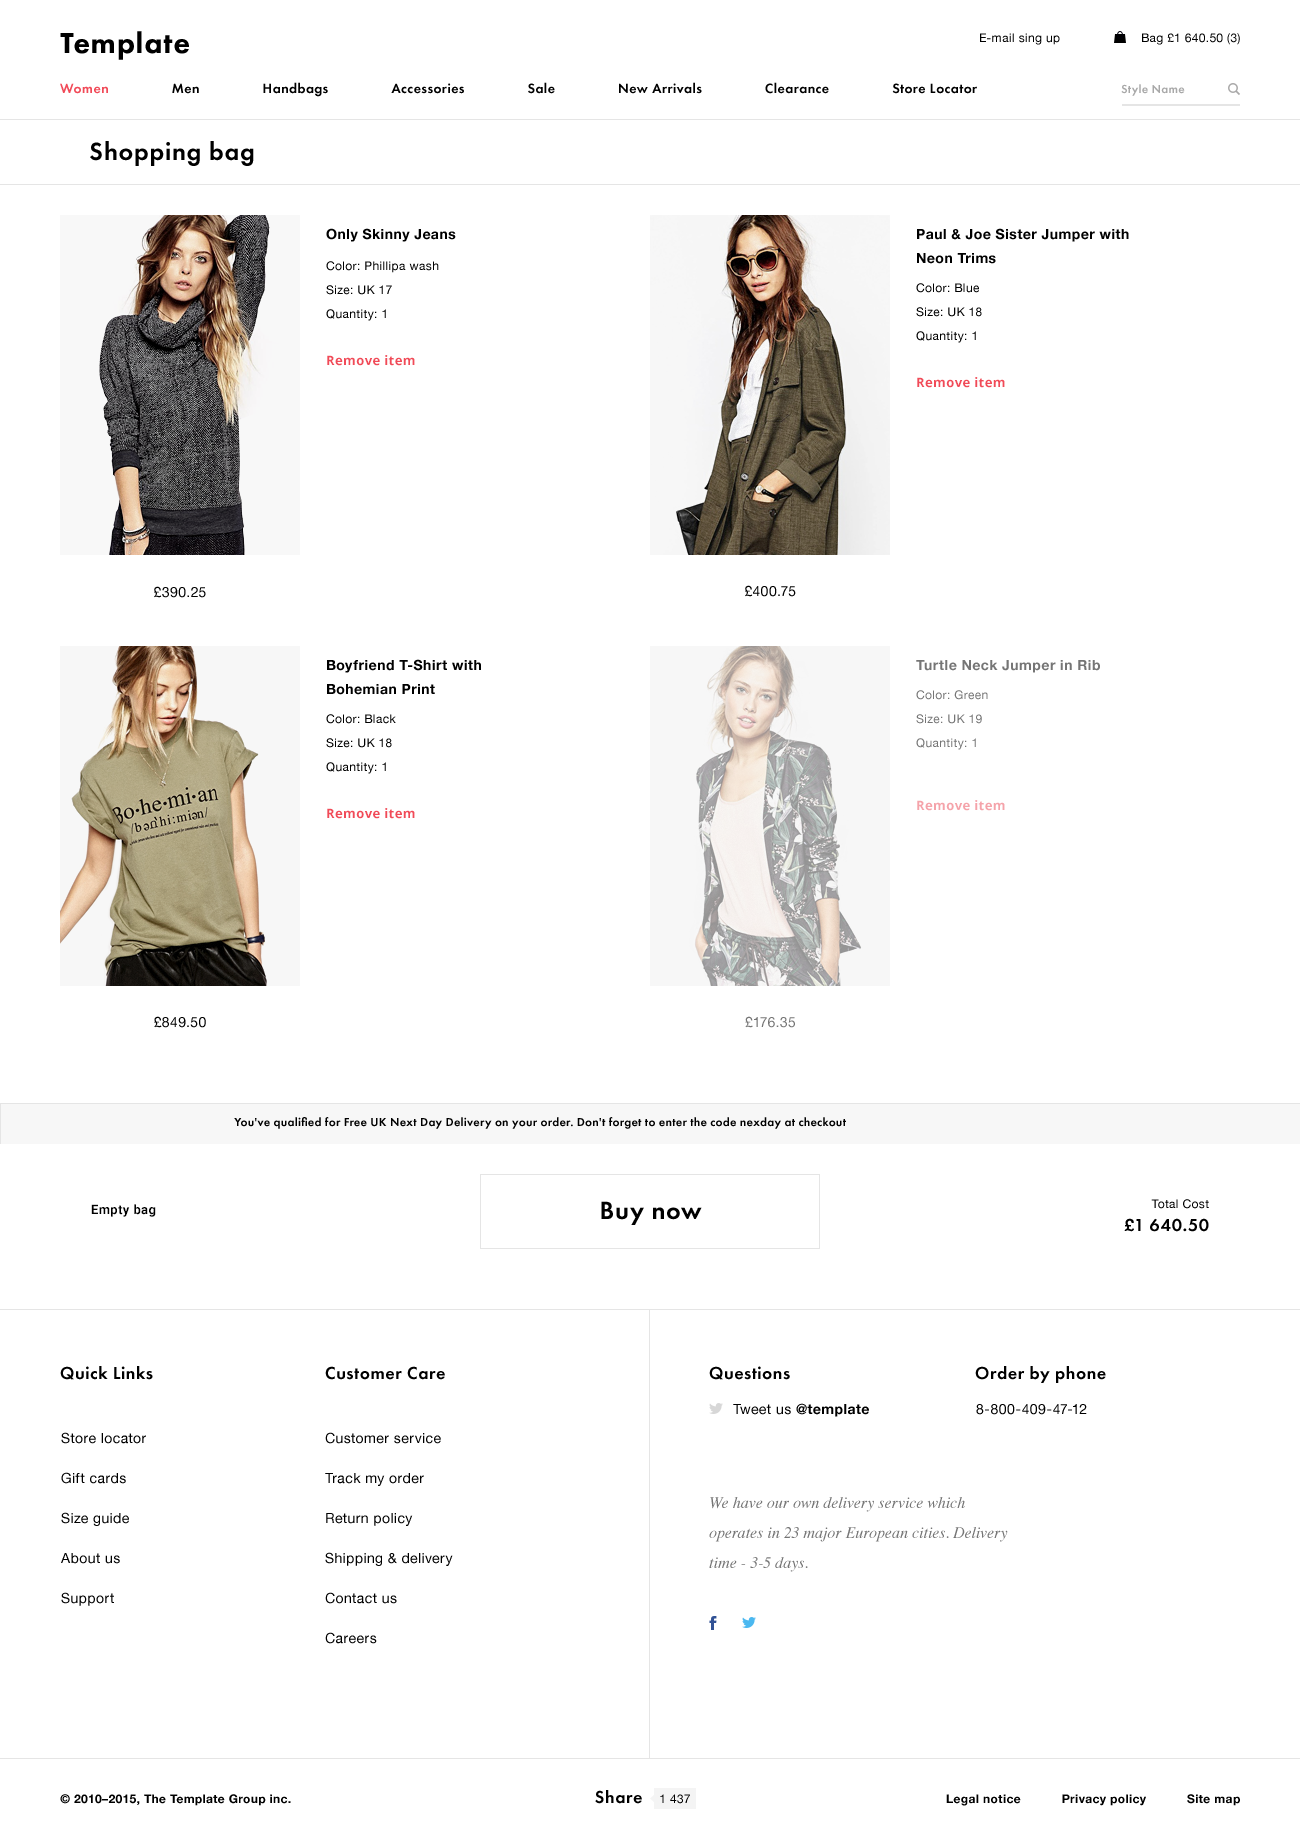 Template
E-mail sing up
Bag £1 640.50 (3)
Women
Men
Handbags
Accessories
Sale
New Arrivals
Clearance
Store Locator
Style Name
Shopping bag
Only Skinny Jeans
Color: Phillipa wash
Size: UK 17
Quantity: 1
Remove item
£390.25
Paul & Joe Sister Jumper with
Neon Trims
Color: Blue
Size: UK 18
Quantity: 1
Remove item
£400.75
Bo·he·mi·an
Boyfriend T-Shirt with
Bohemian Print
Color: Black
Size: UK 18
Quantity: 1
Remove item
£849.50
Turtle Neck Jumper in Rib
Color: Green
Size: UK 19
Quantity: 1
Remove item
£176.35
You've qualified for Free UK Next Day Delivery on your order. Don't forget to enter the code nexday at checkout
Empty bag
Buy now
Total Cost
£1 640.50
Quick Links
Store locator
Gift cards
Size guide
About us
Support
Customer Care
Customer service
Track my order
Return policy
Shipping & delivery
Contact us
Careers
Questions
Tweet us @template
Order by phone
8-800-409-47-12
We have our own delivery service which
operates in 23 major European cities. Delivery
time - 3-5 days.
© 2010–2015, The Template Group inc.
Share
1 437
Legal notice
Privacy policy
Site map